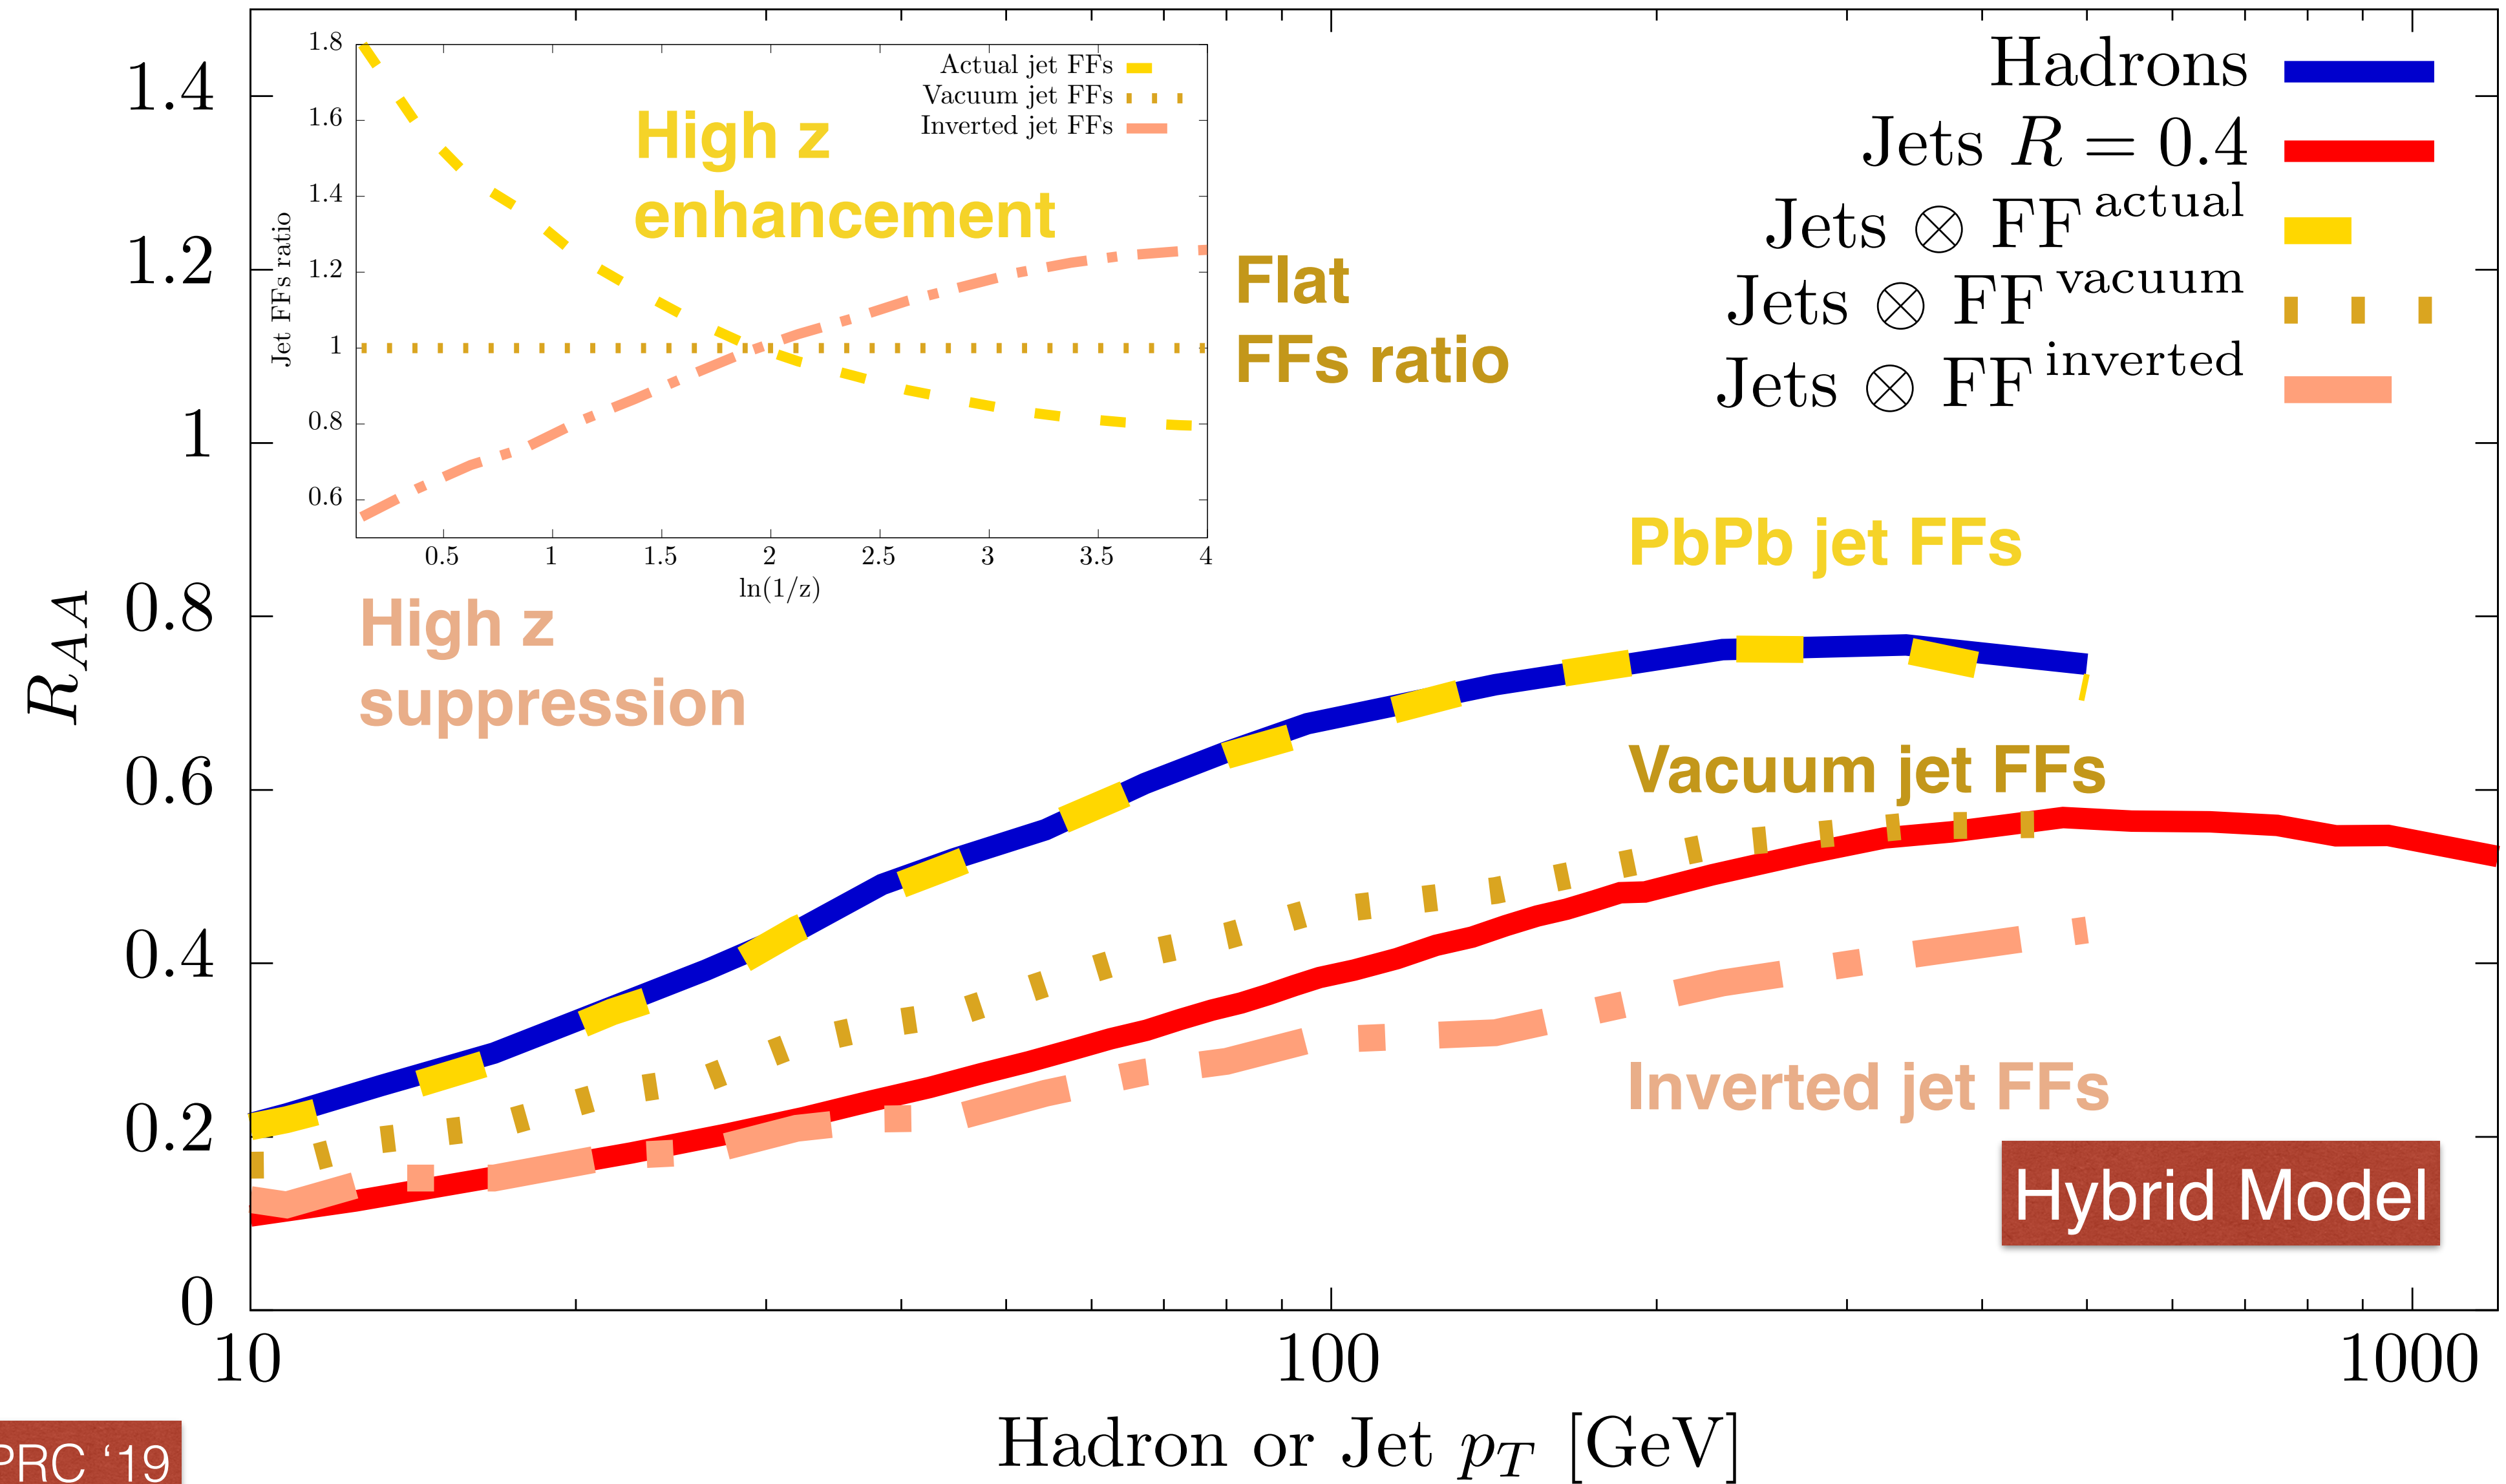 1.4
1.2
1
0.8
0.6
0.4
0.2
0
R_{AA}
10
100
1000
Hadron or Jet p_T [GeV]
Hadrons
Jets R = 0.4
Jets ⊗ FF^{actual}
Jets ⊗ FF^{vacuum}
Jets ⊗ FF^{inverted}
1.8
1.6
1.4
1.2
1
0.8
0.6
Jet FFs ratio
0.5
1
1.5
2
2.5
3
3.5
4
ln(1/z)
Actual jet FFs
Vacuum jet FFs
Inverted jet FFs
High z
enhancement
Flat
FFs ratio
High z
suppression
PbPb jet FFs
Vacuum jet FFs
Inverted jet FFs
Hybrid Model
PRC ‘19